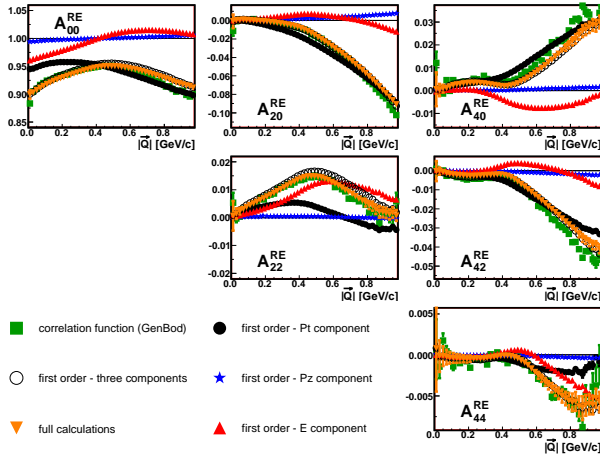 A00RE
1.05
1.00
0.95
0.90
0.85
0.0 0.2 0.4 0.6 0.8
|Q| [GeV/c]
A20RE
0.00
-0.02
-0.04
-0.06
-0.08
-0.10
0.0 0.2 0.4 0.6 0.8
|Q| [GeV/c]
A40RE
0.03
0.02
0.01
0.00
-0.01
0.0 0.2 0.4 0.6 0.8
|Q| [GeV/c]
A22RE
0.02
0.01
0.00
-0.01
-0.02
0.0 0.2 0.4 0.6 0.8
|Q| [GeV/c]
A42RE
0.01
0.00
-0.01
-0.02
-0.03
-0.04
-0.05
0.0 0.2 0.4 0.6 0.8
|Q| [GeV/c]
correlation function (GenBod)
first order - Pt component
first order - three components
first order - Pz component
full calculations
first order - E component
A44RE
0.005
0.000
-0.005
0.0 0.2 0.4 0.6 0.8
|Q| [GeV/c]